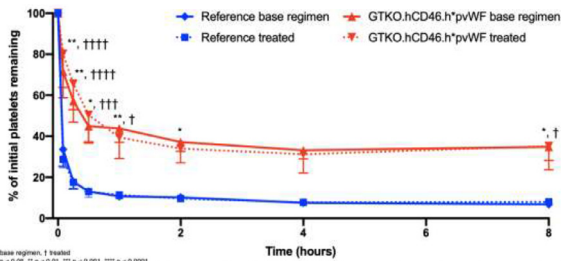 Reference base regimen
GTKO.hCD46.h*pvWF base regimen
Reference treated
GTKO.hCD46.h*pvWF treated
% of initial platelets remaining
100
80
60
40
20
0
**, ††††
**, ††††
*, †††
**, †
*
*, †
0
2
4
6
8
Time (hours)
base regimen, † treated